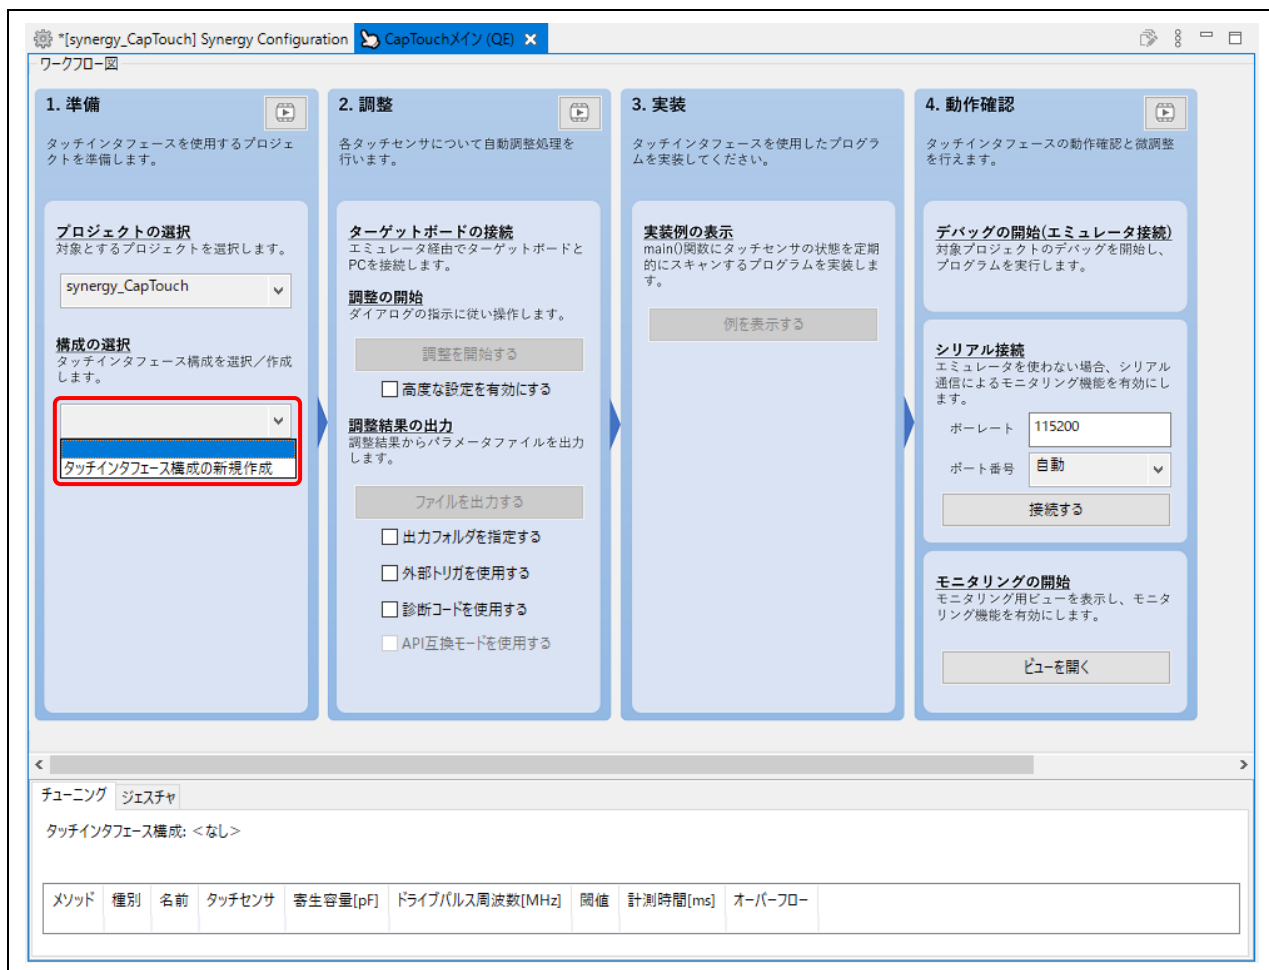 *[synergy_CapTouch] Synergy Configuration
CapTouchメイン (QE)
ワークフロー図
1. 準備
タッチインタフェースを使用するプロジェ
クトを準備します。
プロジェクトの選択
対象とするプロジェクトを選択します。
synergy_CapTouch
構成の選択
タッチインタフェース構成を選択／作成
します。
タッチインタフェース構成の新規作成
2. 調整
各タッチセンサについて自動調整処理を
行います。
ターゲットボードの接続
エミュレータ経由でターゲットボードと
PCを接続します。
調整の開始
ダイアログの指示に従い操作します。
調整を開始する
高度な設定を有効にする
調整結果の出力
調整結果からパラメータファイルを出力
します。
ファイルを出力する
出力フォルダを指定する
外部トリガを使用する
診断コードを使用する
API互換モードを使用する
3. 実装
タッチインタフェースを使用したプログラ
ムを実装してください。
実装例の表示
main()関数にタッチセンサの状態を定期
的にスキャンするプログラムを実装しま
す。
例を表示する
4. 動作確認
タッチインタフェースの動作確認と微調整
を行えます。
デバッグの開始(エミュレータ接続)
対象プロジェクトのデバッグを開始し、
プログラムを実行します。
シリアル接続
エミュレータを使わない場合、シリアル
通信によるモニタリング機能を有効にし
ます。
ボーレート 115200
ポート番号 自動
接続する
モニタリングの開始
モニタリング用ビューを表示し、モニタ
リング機能を有効にします。
ビューを開く
チューニング ジェスチャ
タッチインタフェース構成: <なし>
メソッド 種別 名前 タッチセンサ 寄生容量[pF] ドライブパルス周波数[MHz] 閾値 計測時間[ms] オーバーフロー